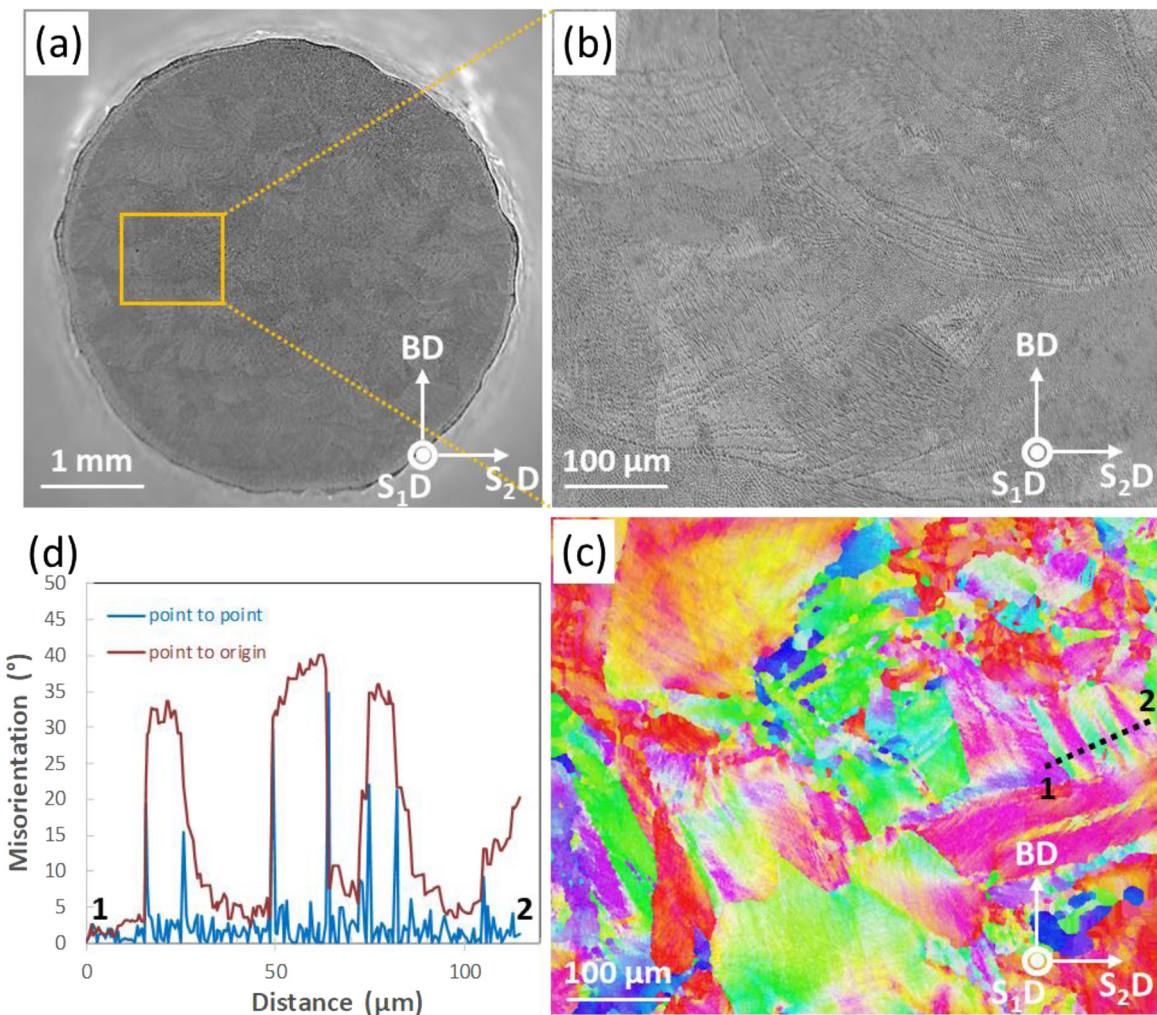 (a)
BD
1 mm
S₁D
S₂D
(b)
BD
100 μm
S₁D
S₂D
(d)
50
45
40
35
30
25
20
15
10
5
0
Misorientation (°)
point to point
point to origin
1
2
0
50
100
Distance (μm)
(c)
2
1
BD
100 μm
S₁D
S₂D